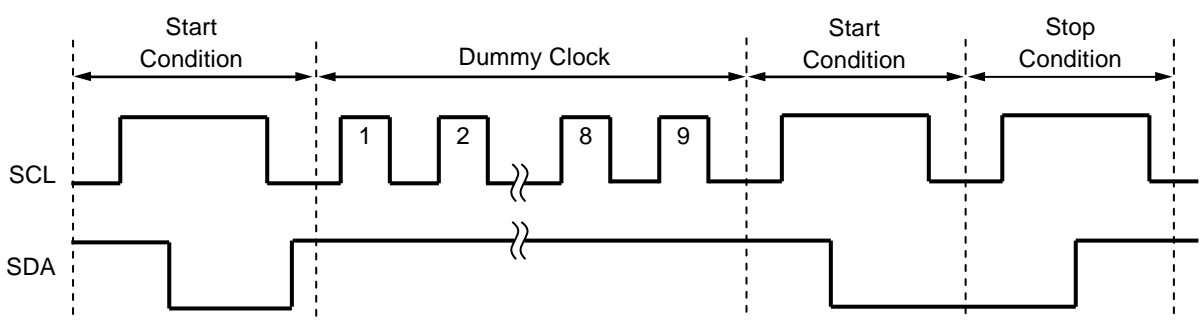 Start
Condition
Dummy Clock
Start
Condition
Stop
Condition
SCL
1
2
8
9
SDA